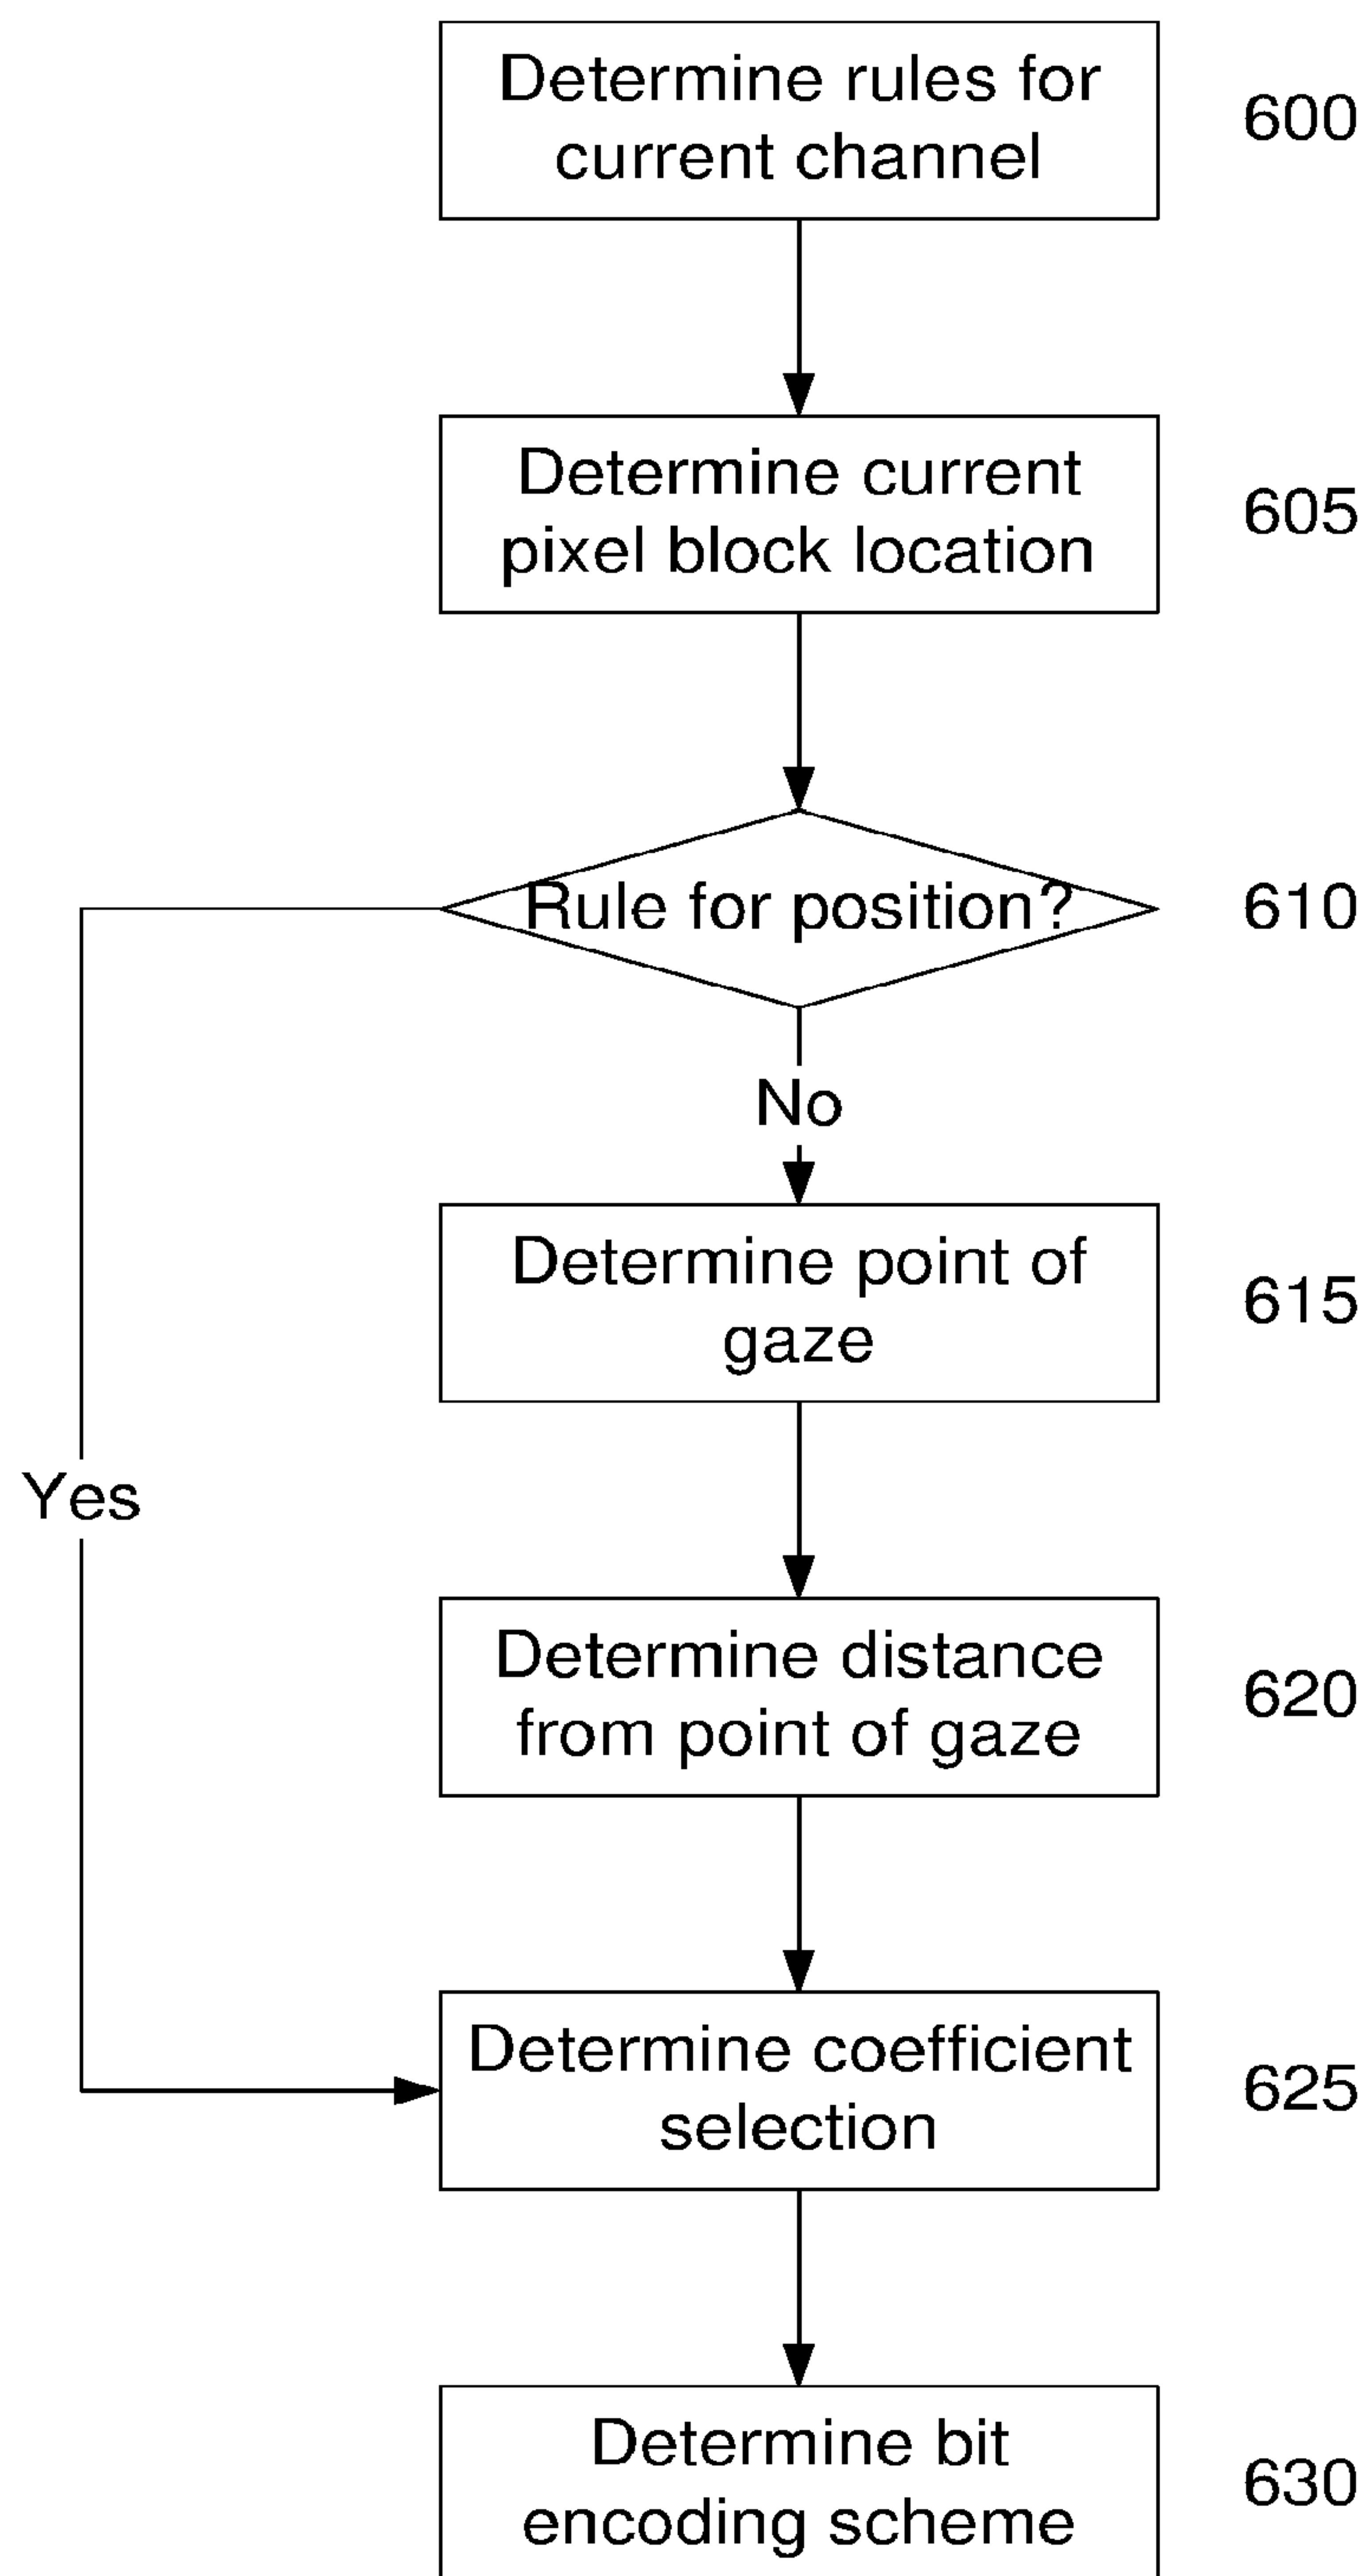 Determine rules for
current channel
600
Determine current
pixel block location
605
Rule for position?
610
No
Determine point of
gaze
615
Yes
Determine distance
from point of gaze
620
Determine coefficient
selection
625
Determine bit
encoding scheme
630